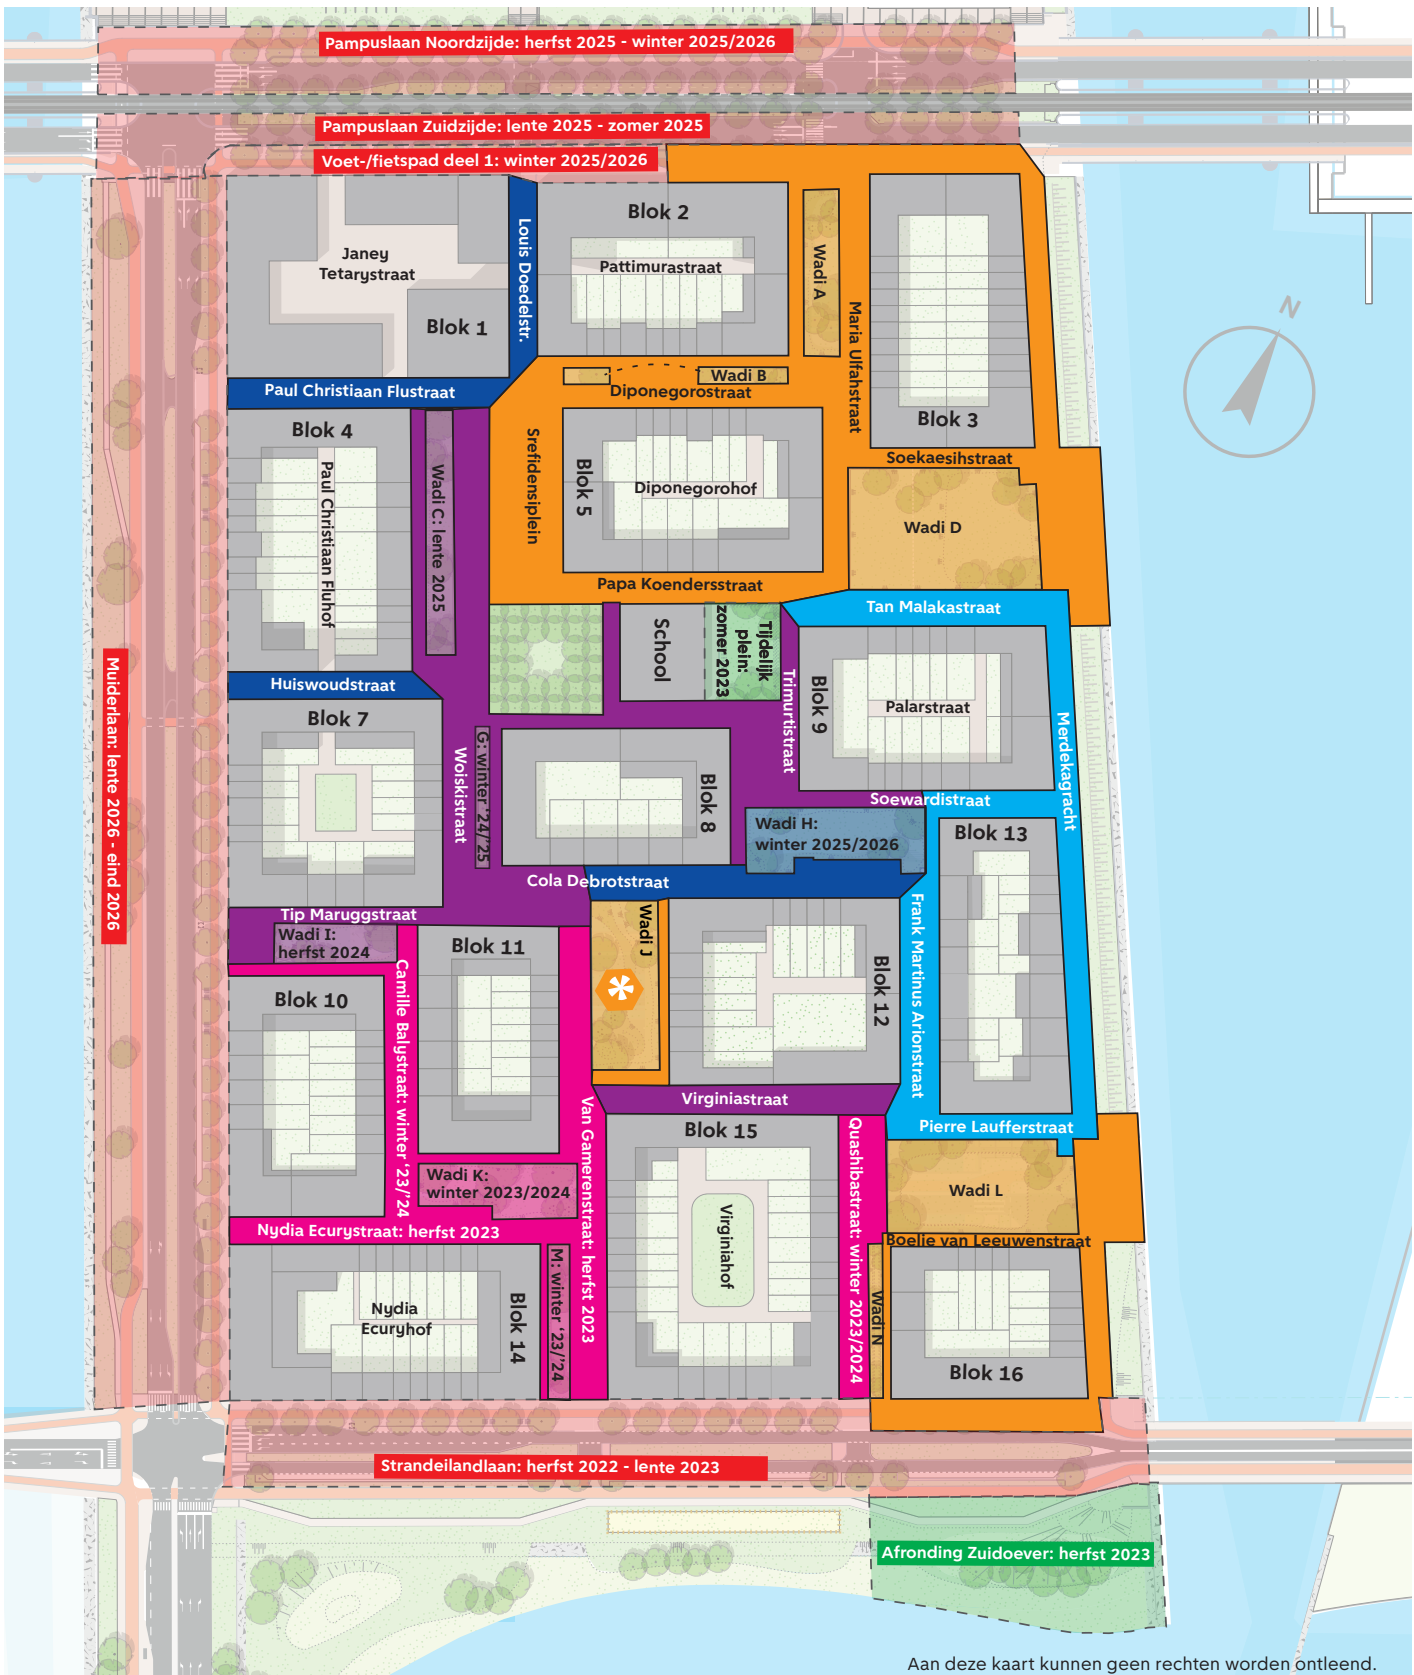 Pampuslaan Noordzijde: herfst 2025 - winter 2025/2026
Pampuslaan Zuidzijde: lente 2025 - zomer 2025
Voet-/fietspad deel 1: winter 2025/2026
N
Janey
Tetarystraat
Blok 1
Louis Doedelstr.
Blok 2
Pattimurastraat
Wadi A
Maria Ulfahstraat
Blok 3
Paul Christiaan Flustraat
Wadi B
Diponegorostraat
Blok 4
Paul Christiaan Fluhof
Wadi C: lente 2025
Srefidensiplein
Blok 5
Diponegorohof
Soekaesihstraat
Wadi D
Papa Koendersstraat
Tan Malakastraat
School
Tijdelijk
plein:
zomer 2023
Trimurtistraat
Blok 9
Palarstraat
Merdekagracht
Muiderlaan: lente 2026 - eind 2026
Huiswoudstraat
Blok 7
Woiskistraat
G: winter '24/'25
Blok 8
Soewardistraat
Wadi H:
winter 2025/2026
Blok 13
Cola Debrotstraat
Tip Maruggstraat
Wadi I:
herfst 2024
Blok 10
Camille Balystraat: winter '23/'24
Blok 11
Wadi J
Blok 12
Frank Martinus Arionstraat
Virginiastraat
Pierre Laufferstraat
Van Gamerenstraat: herfst 2023
Blok 15
Quashibastraat: winter 2023/2024
Wadi K:
winter 2023/2024
Wadi L
Nydia Ecurystraat: herfst 2023
Virginiahof
Boelie van Leeuwenstraat
Nydia
Ecuryhof
Blok 14
M: winter '23/'24
Wadi N
Blok 16
Strandeilandlaan: herfst 2022 - lente 2023
Afronding Zuidoever: herfst 2023
Aan deze kaart kunnen geen rechten worden ontleend.